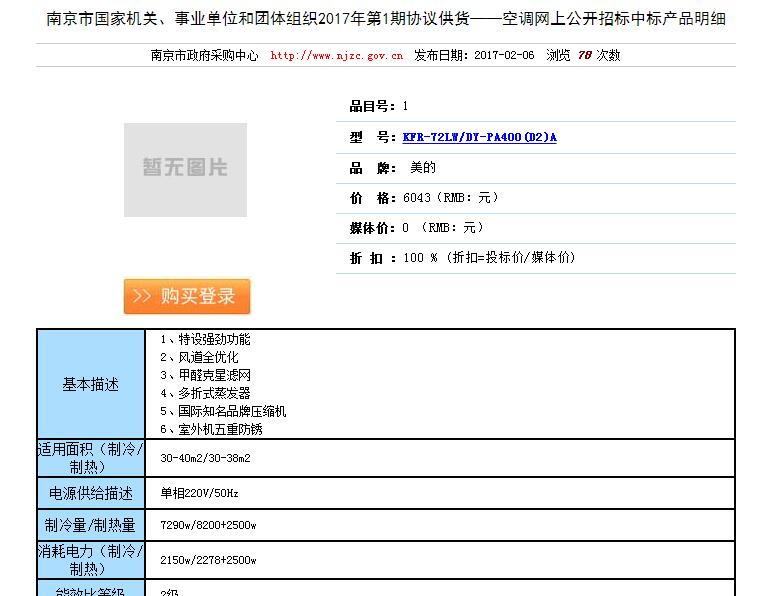 南京市国家机关、事业单位和团体组织2017年第1期协议供货——空调网上公开招标中标产品明细
南京市政府采购中心 http://www.njzc.gov.cn 发布日期：2017-02-06 浏览 78 次数
暂无图片
购买登录
品目号：1
型 号：KFR-72LW/DY-PA400(D2)A
品 牌： 美的
价 格：6043（RMB：元）
媒体价：0 （RMB：元）
折 扣 ：100 %（折扣=投标价/媒体价）
基本描述
1、特设强劲功能
2、风道全优化
3、甲醛克星滤网
4、多折式蒸发器
5、国际知名品牌压缩机
6、室外机五重防锈
适用面积（制冷/
制热）
30-40m2/30-38m2
电源供给描述
单相220V/50Hz
制冷量/制热量
7290w/8200+2500w
消耗电力（制冷/
制热）
2150w/2278+2500w
能效比等级
2级